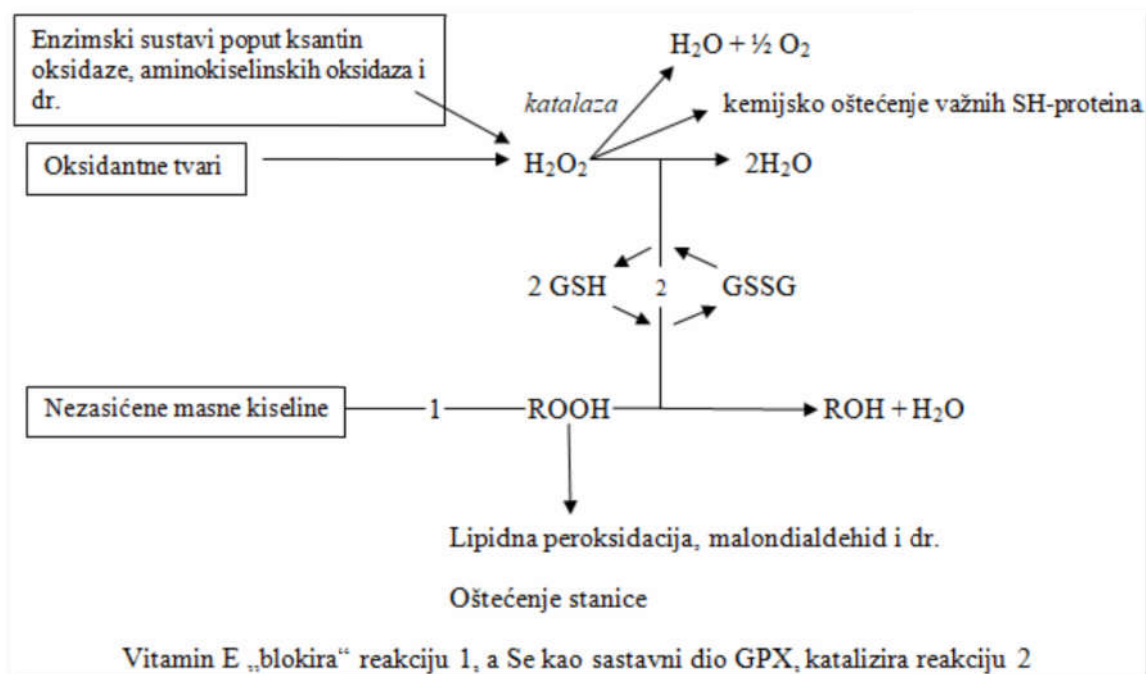 Enzimski sustavi poput ksantin
oksidaze, aminokiselinskih oksidaza i
dr.
H₂O + ½ O₂
katalaza
kemijsko oštećenje važnih SH-proteina
Oksidantne tvari
H₂O₂
2H₂O
2 GSH
2
GSSG
Nezasićene masne kiseline
1
ROOH
ROH + H₂O
Lipidna peroksidacija, malondialdehid i dr.
Oštećenje stanice
Vitamin E „blokira“ reakciju 1, a Se kao sastavni dio GPX, katalizira reakciju 2